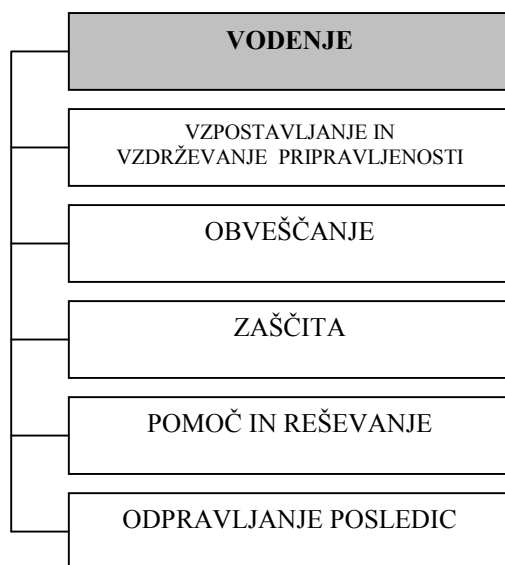 VODENJE
VZPOSTAVLJANJE IN
VZDRŽEVANJE PRIPRAVLJENOSTI
OBVEŠČANJE
ZAŠČITA
POMOČ IN REŠEVANJE
ODPRAVLJANJE POSLEDIC